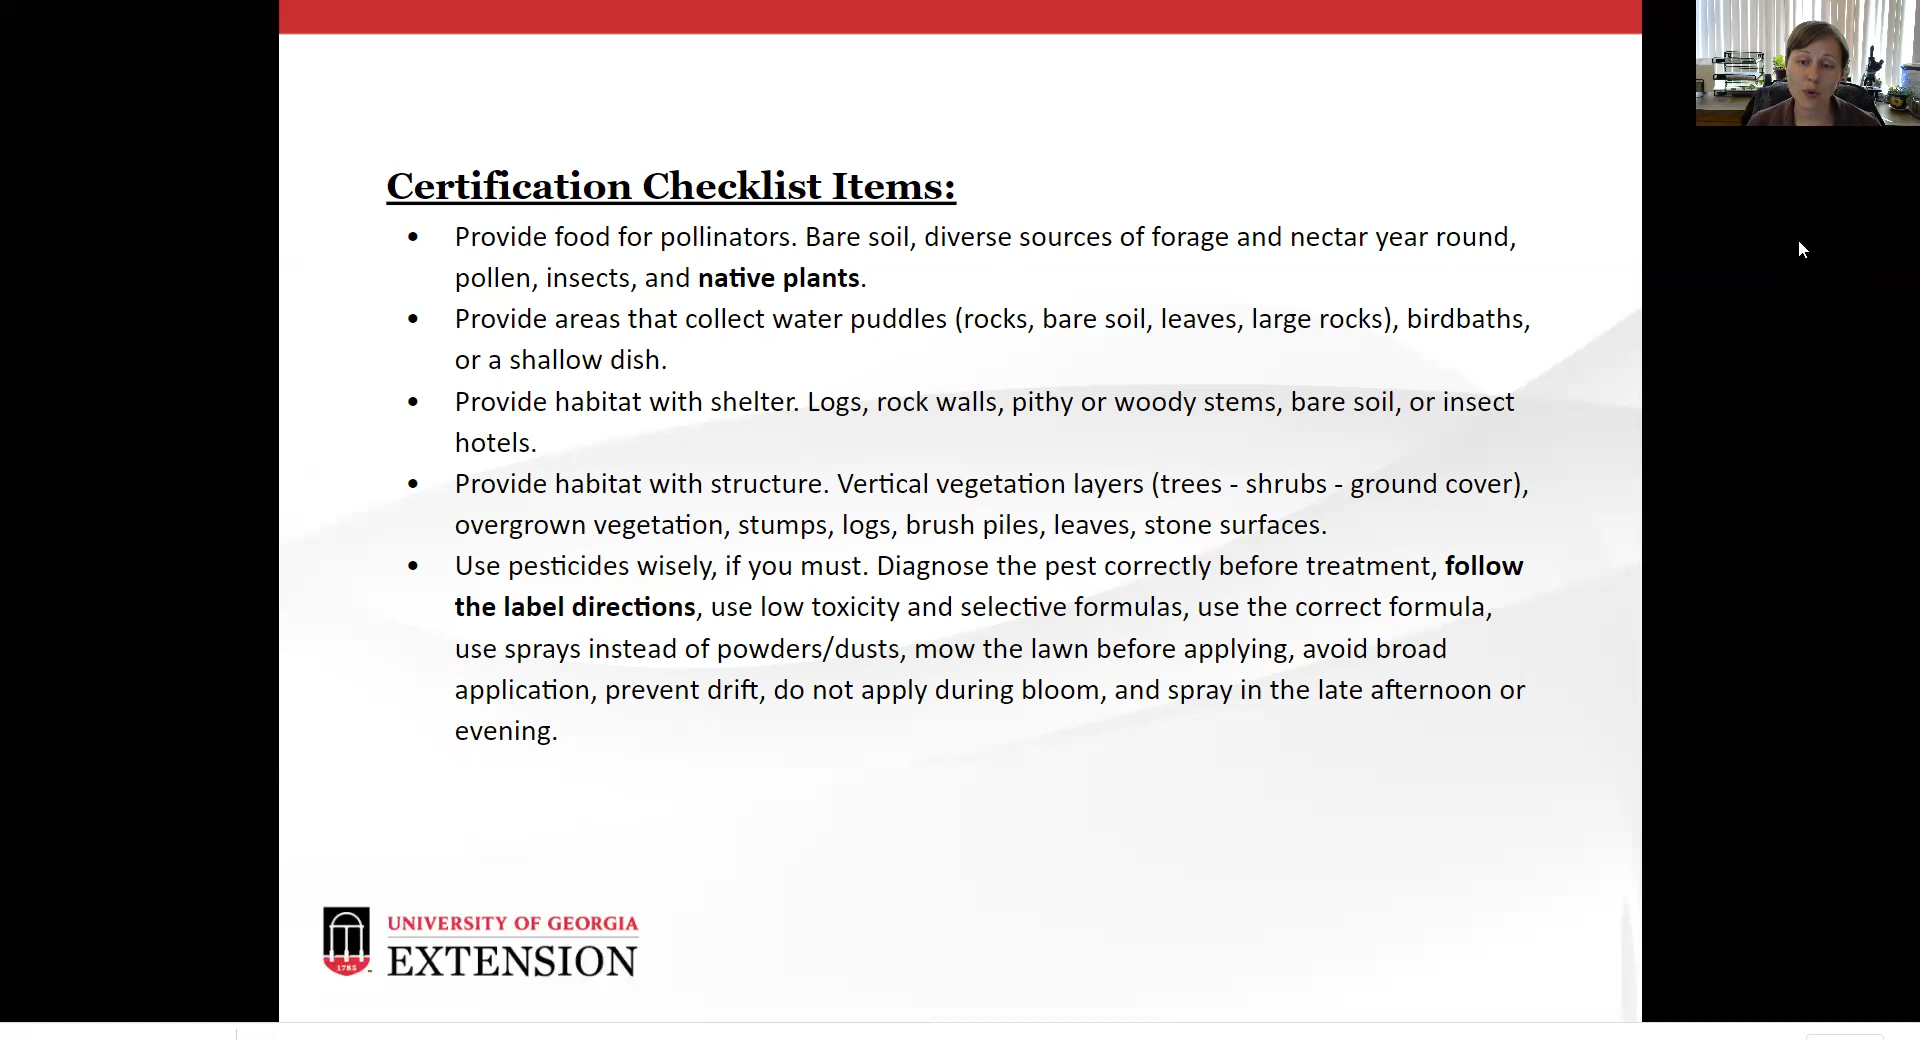 Certification Checklist Items:
• Provide food for pollinators. Bare soil, diverse sources of forage and nectar year round,
pollen, insects, and native plants.
• Provide areas that collect water puddles (rocks, bare soil, leaves, large rocks), birdbaths,
or a shallow dish.
• Provide habitat with shelter. Logs, rock walls, pithy or woody stems, bare soil, or insect
hotels.
• Provide habitat with structure. Vertical vegetation layers (trees - shrubs - ground cover),
overgrown vegetation, stumps, logs, brush piles, leaves, stone surfaces.
• Use pesticides wisely, if you must. Diagnose the pest correctly before treatment, follow
the label directions, use low toxicity and selective formulas, use the correct formula,
use sprays instead of powders/dusts, mow the lawn before applying, avoid broad
application, prevent drift, do not apply during bloom, and spray in the late afternoon or
evening.
1785
UNIVERSITY OF GEORGIA
EXTENSION